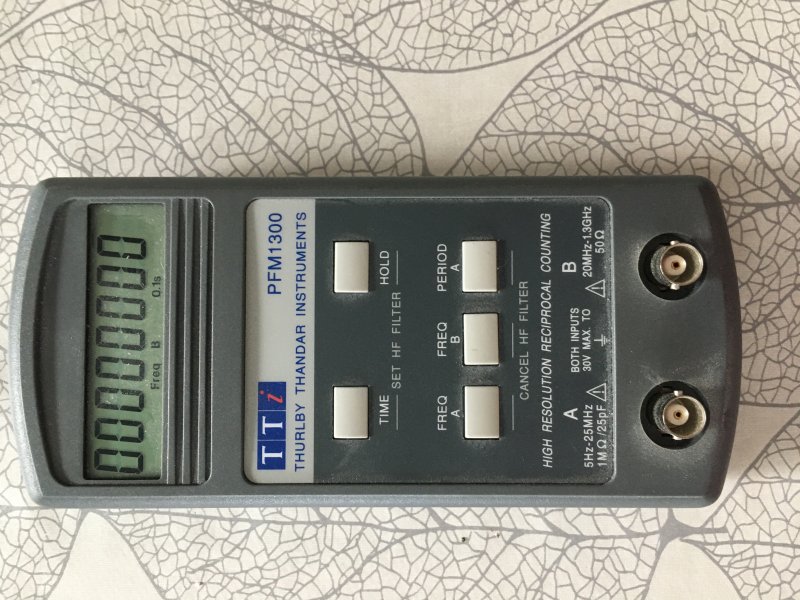 00000000
Freq B 0.1s
TTi PFM1300
THURLBY THANDAR INSTRUMENTS
TIME HOLD
SET HF FILTER
FREQ A FREQ B PERIOD A
CANCEL HF FILTER
HIGH RESOLUTION RECIPROCAL COUNTING
A B
5Hz-25MHz BOTH INPUTS 20MHz-1.3GHz
1MΩ/25pF 30V MAX. TO 50Ω